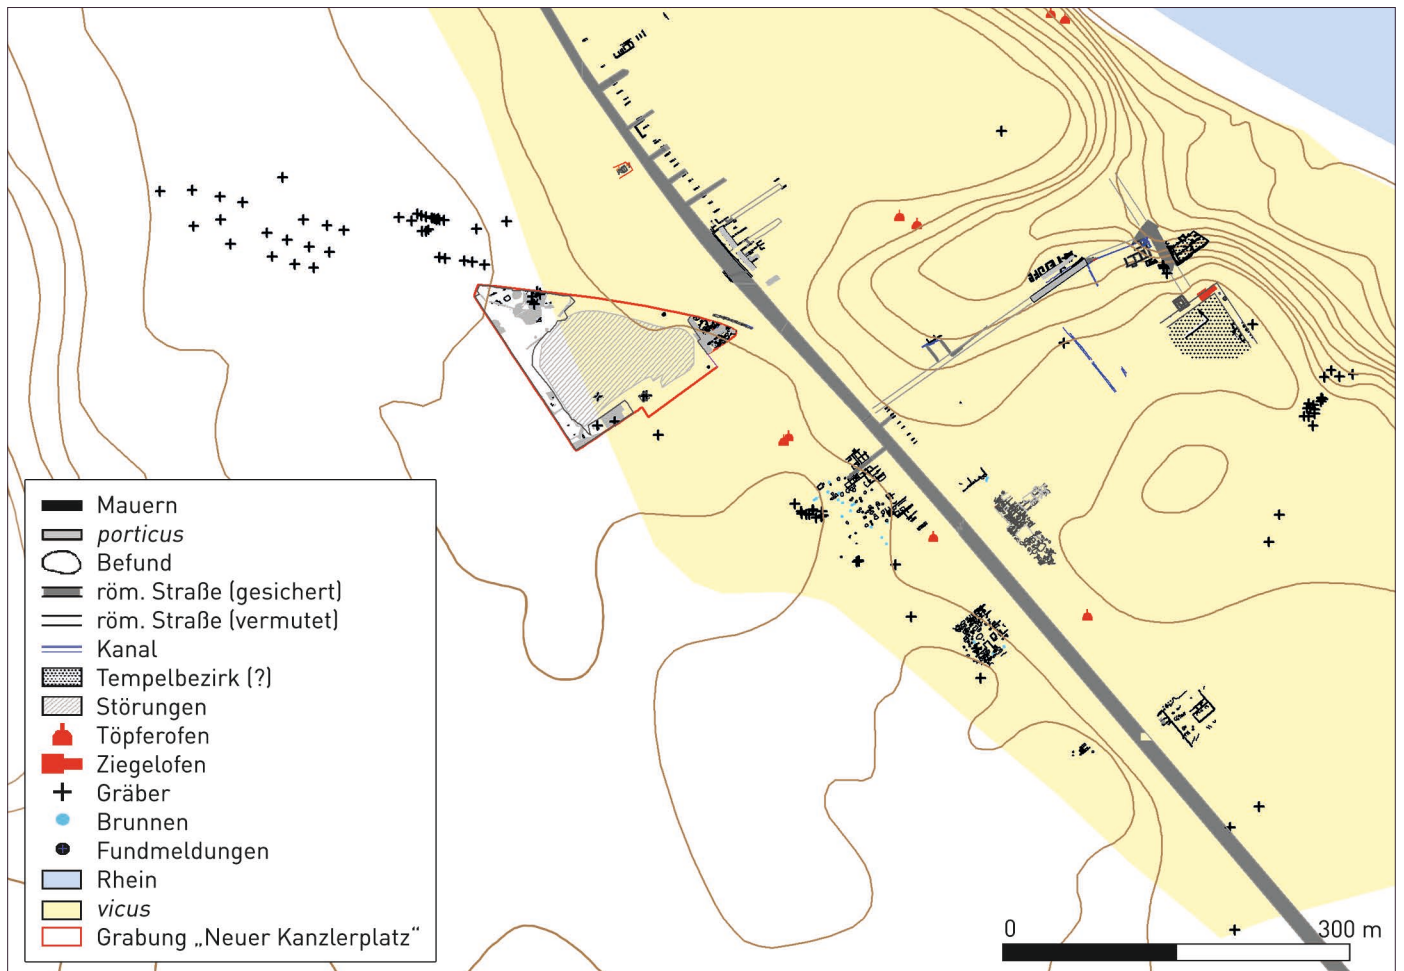 Mauern
porticus
Befund
röm. Straße (gesichert)
röm. Straße (vermutet)
Kanal
Tempelbezirk (?)
Störungen
Töpferofen
Ziegelofen
Gräber
Brunnen
Fundmeldungen
Rhein
vicus
Grabung „Neuer Kanzlerplatz“
0 300 m